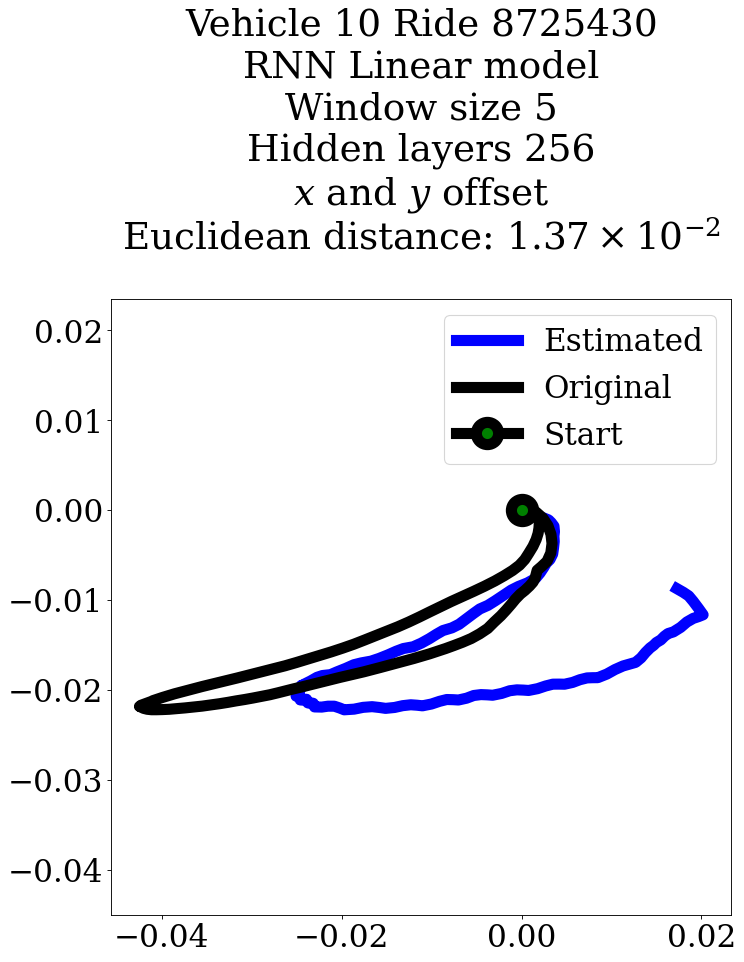 Vehicle 10 Ride 8725430
RNN Linear model
Window size 5
Hidden layers 256
x and y offset
Euclidean distance: 1.37 × 10⁻²
Estimated
Original
Start
0.02
0.01
0.00
−0.01
−0.02
−0.03
−0.04
−0.04 −0.02 0.00 0.02